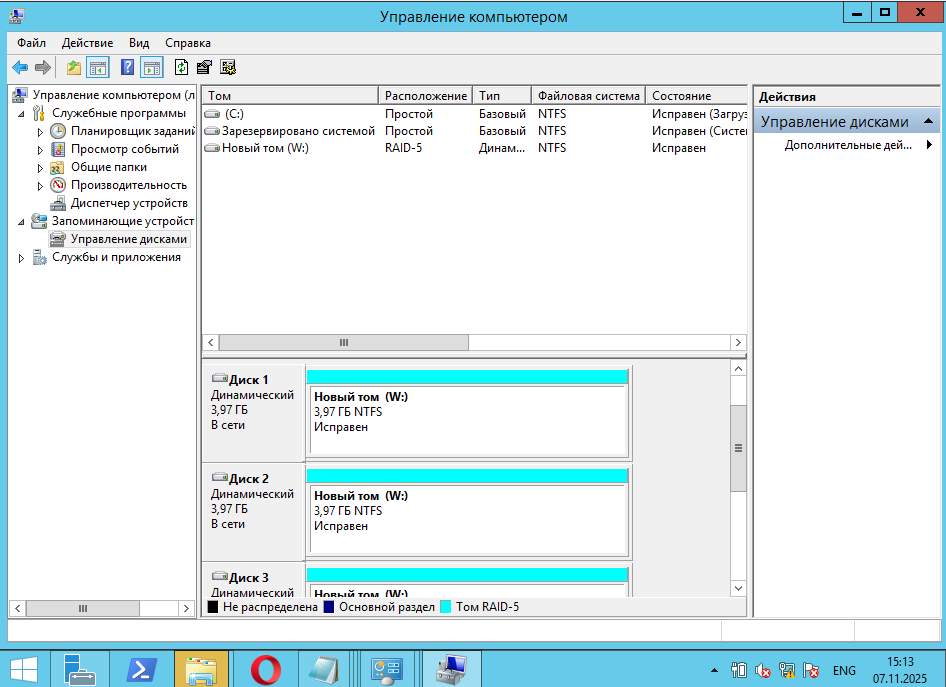 Управление компьютером
Файл Действие Вид Справка
Управление компьютером (л
Служебные программы
Планировщик заданий
Просмотр событий
Общие папки
Производительность
Диспетчер устройств
Запоминающие устройст
Управление дисками
Службы и приложения
Том Расположение Тип Файловая система Состояние
(C:) Простой Базовый NTFS Исправен (Загруз
Зарезервировано системой Простой Базовый NTFS Исправен (Систем
Новый том (W:) RAID-5 Динам... NTFS Исправен
Диск 1
Динамический
3,97 ГБ
В сети
Новый том (W:)
3,97 ГБ NTFS
Исправен
Диск 2
Динамический
3,97 ГБ
В сети
Новый том (W:)
3,97 ГБ NTFS
Исправен
Диск 3
Динамический
Новый том (W:)
Не распределена Основной раздел Том RAID-5
Действия
Управление дисками
Дополнительные дей...
ENG
15:13
07.11.2025